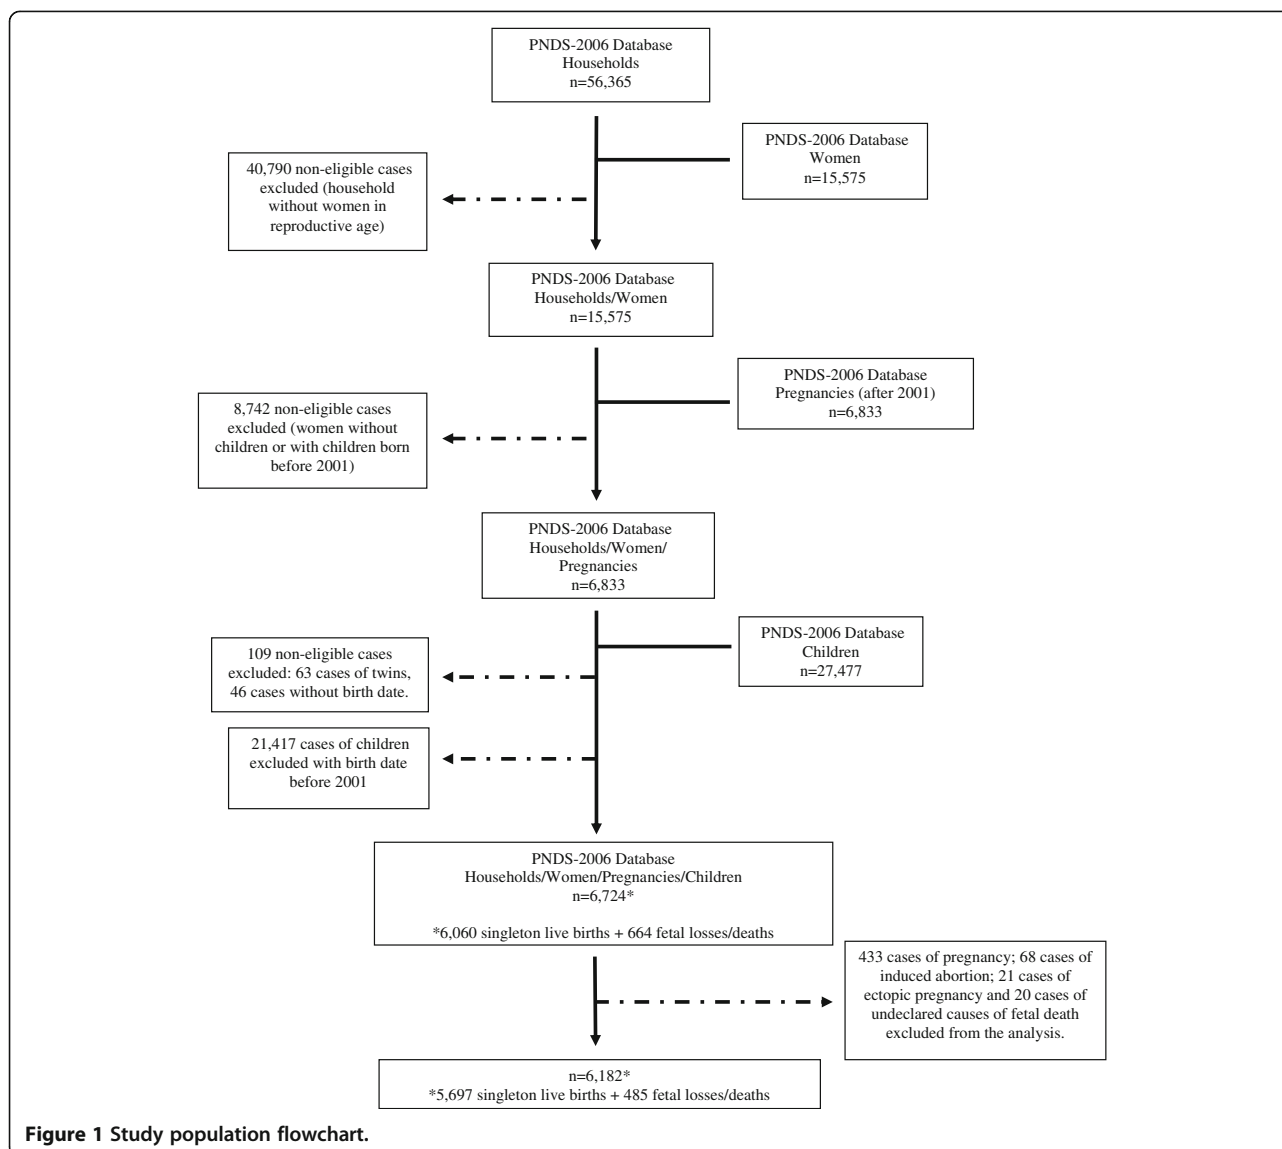 PNDS-2006 Database
Households
n=56,365
PNDS-2006 Database
Women
n=15,575
40,790 non-eligible cases
excluded (household
without women in
reproductive age)
PNDS-2006 Database
Households/Women
n=15,575
PNDS-2006 Database
Pregnancies (after 2001)
n=6,833
8,742 non-eligible cases
excluded (women without
children or with children born
before 2001)
PNDS-2006 Database
Households/Women/
Pregnancies
n=6,833
PNDS-2006 Database
Children
n=27,477
109 non-eligible cases
excluded: 63 cases of twins,
46 cases without birth date.
21,417 cases of children
excluded with birth date
before 2001
PNDS-2006 Database
Households/Women/Pregnancies/Children
n=6,724*
*6,060 singleton live births + 664 fetal losses/deaths
433 cases of pregnancy; 68 cases of
induced abortion; 21 cases of
ectopic pregnancy and 20 cases of
undeclared causes of fetal death
excluded from the analysis.
n=6,182*
*5,697 singleton live births + 485 fetal losses/deaths
Figure 1 Study population flowchart.